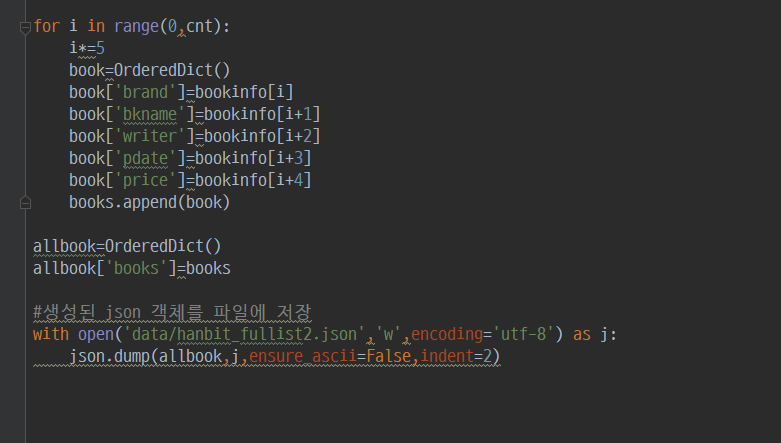 for i in range(0,cnt):
    i*=5
    book=OrderedDict()
    book['brand']=bookinfo[i]
    book['bkname']=bookinfo[i+1]
    book['writer']=bookinfo[i+2]
    book['pdate']=bookinfo[i+3]
    book['price']=bookinfo[i+4]
    books.append(book)
allbook=OrderedDict()
allbook['books']=books
#생성된 json 객체를 파일에 저장
with open('data/hanbit_fullist2.json','w',encoding='utf-8') as j:
    json.dump(allbook,j,ensure_ascii=False,indent=2)